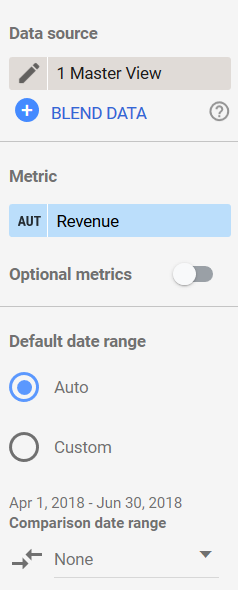 Data source
1 Master View
BLEND DATA
Metric
AUT Revenue
Optional metrics
Default date range
Auto
Custom
Apr 1, 2018 - Jun 30, 2018
Comparison date range
None